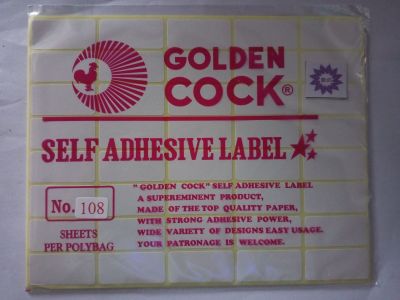 GOLDEN
COCK®
SELF ADHESIVE LABEL
No. 108
SHEETS
PER POLYBAG
"GOLDEN COCK" SELF ADHESIVE LABEL
A SUPEREMINENT PRODUCT,
MADE OF THE TOP QUALITY PAPER,
WITH STRONG ADHESIVE POWER,
WIDE VARIETY OF DESIGNS EASY USAGE.
YOUR PATRONAGE IS WELCOME.